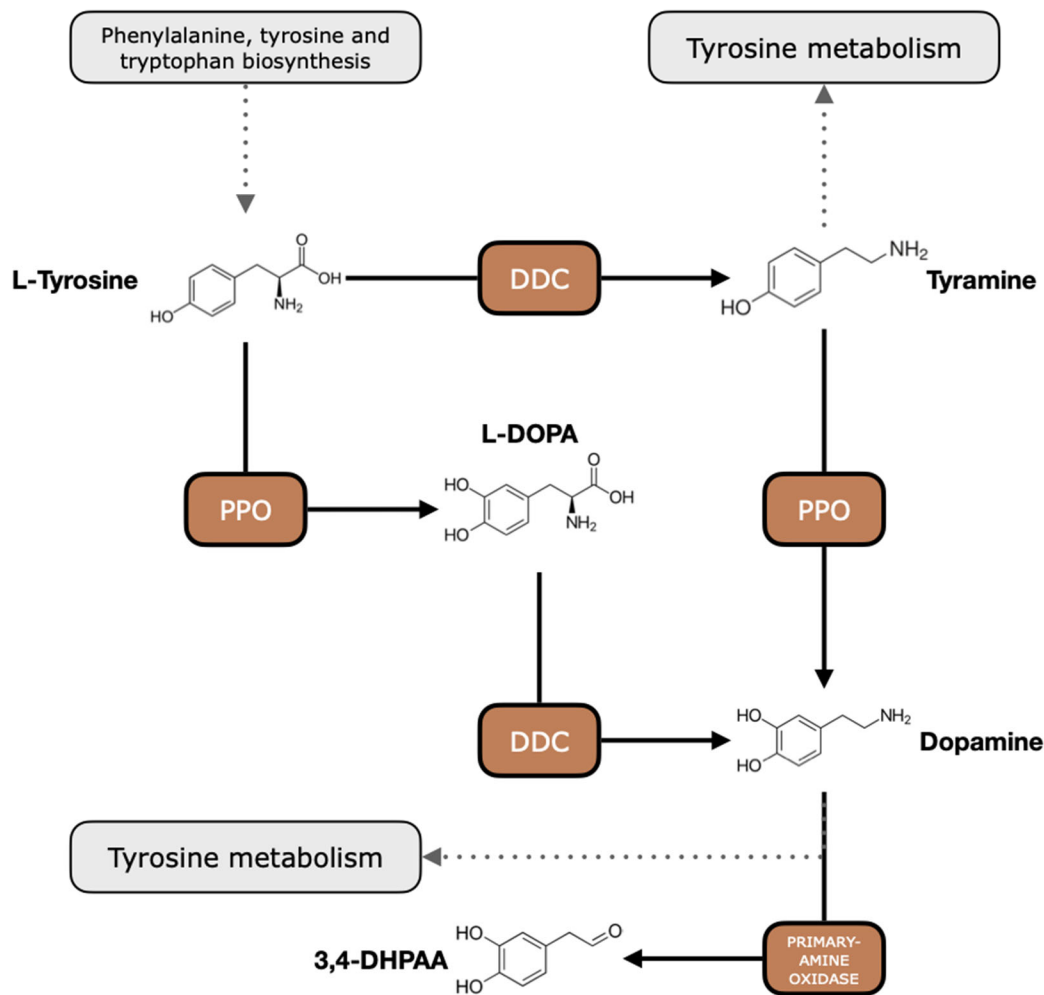 Phenylalanine, tyrosine and
tryptophan biosynthesis
Tyrosine metabolism
L-Tyrosine
O
OH
NH2
HO
DDC
NH2
HO
Tyramine
L-DOPA
PPO
HO
HO
O
OH
NH2
PPO
DDC
HO
HO
NH2
Dopamine
Tyrosine metabolism
3,4-DHPAA
HO
HO
O
PRIMARY-
AMINE
OXIDASE